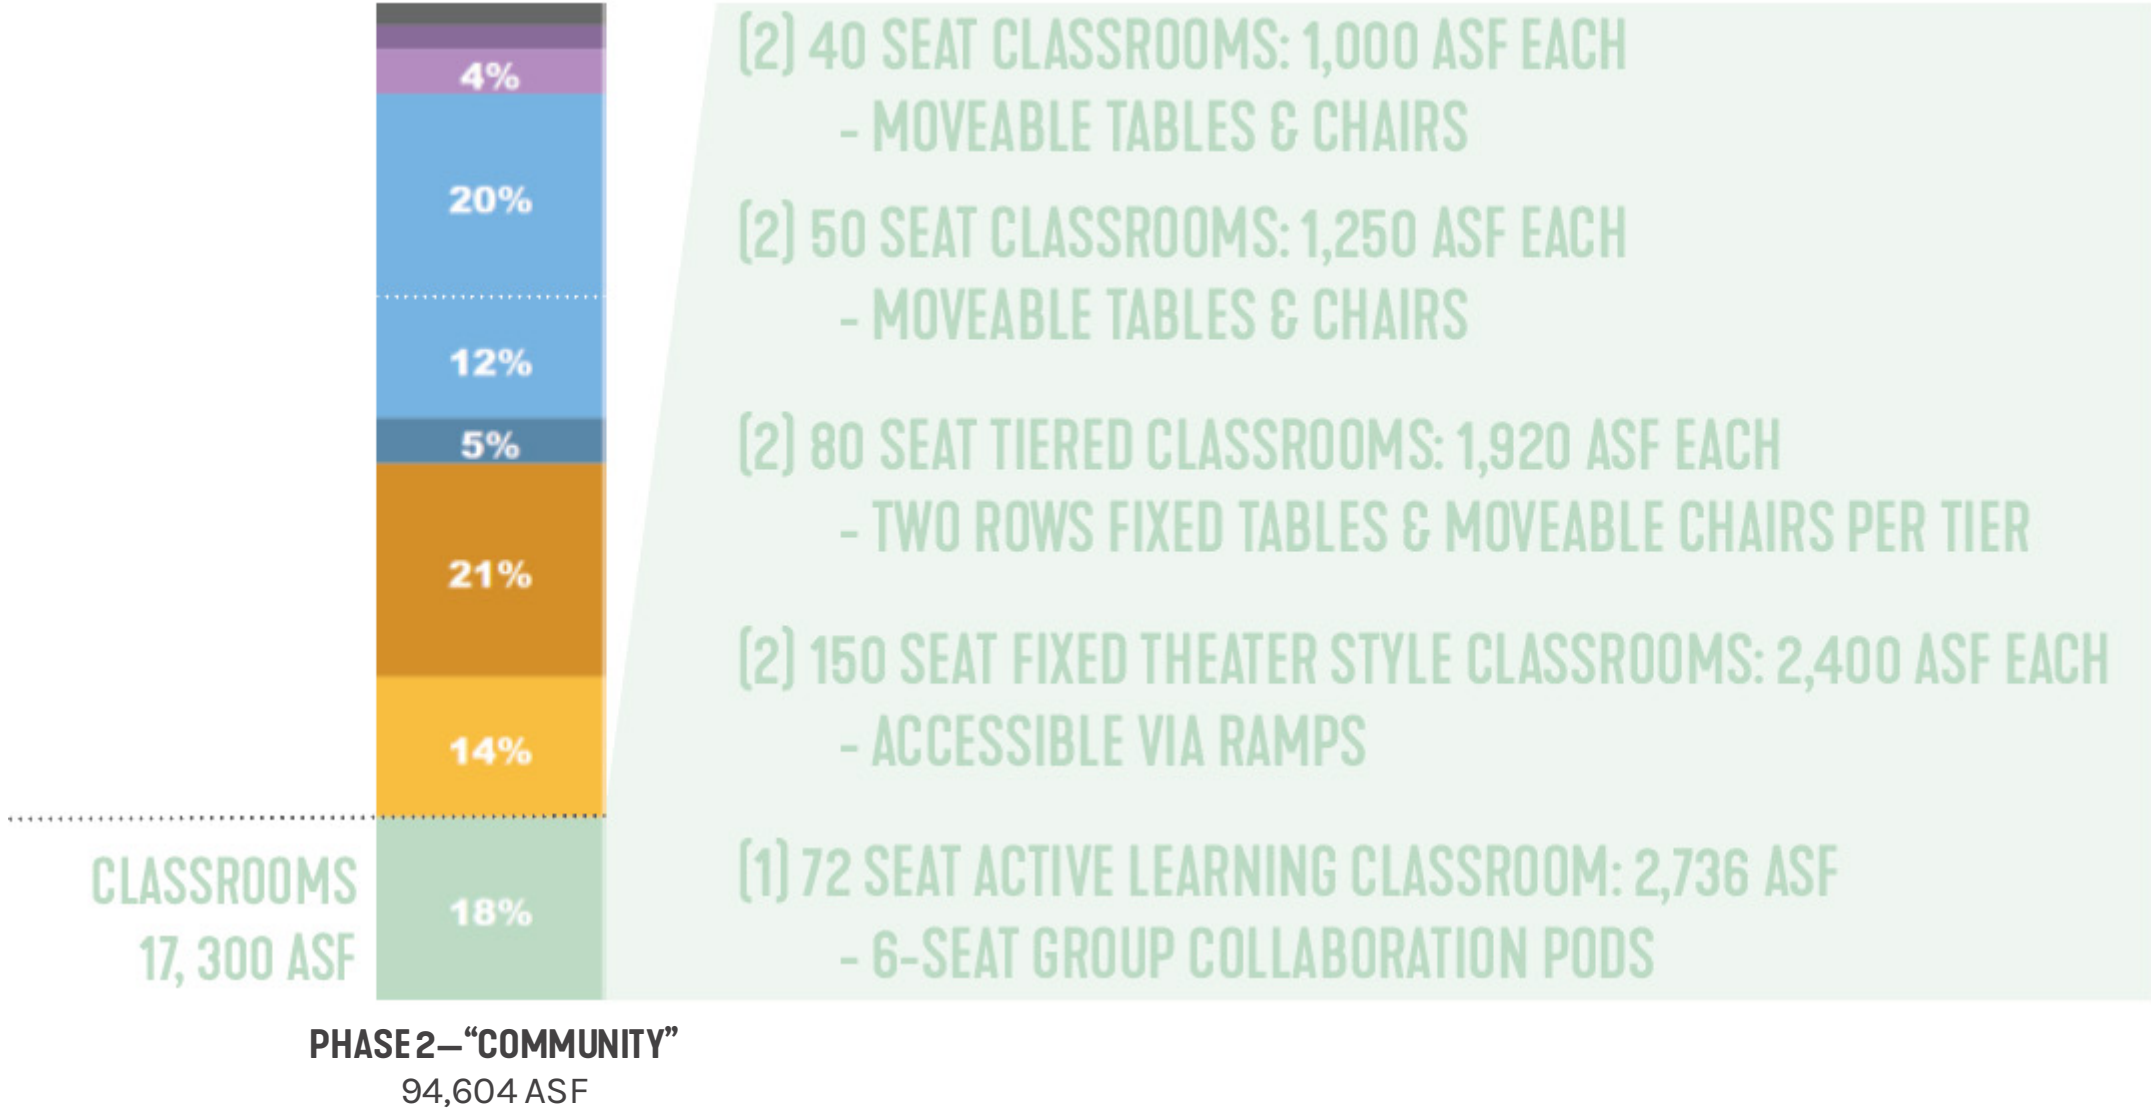 4%
20%
12%
5%
21%
14%
18%
CLASSROOMS
17, 300 ASF
PHASE 2—“COMMUNITY”
94,604 ASF
(2) 40 SEAT CLASSROOMS: 1,000 ASF EACH
- MOVEABLE TABLES & CHAIRS
(2) 50 SEAT CLASSROOMS: 1,250 ASF EACH
- MOVEABLE TABLES & CHAIRS
(2) 80 SEAT TIERED CLASSROOMS: 1,920 ASF EACH
- TWO ROWS FIXED TABLES & MOVEABLE CHAIRS PER TIER
(2) 150 SEAT FIXED THEATER STYLE CLASSROOMS: 2,400 ASF EACH
- ACCESSIBLE VIA RAMPS
(1) 72 SEAT ACTIVE LEARNING CLASSROOM: 2,736 ASF
- 6-SEAT GROUP COLLABORATION PODS